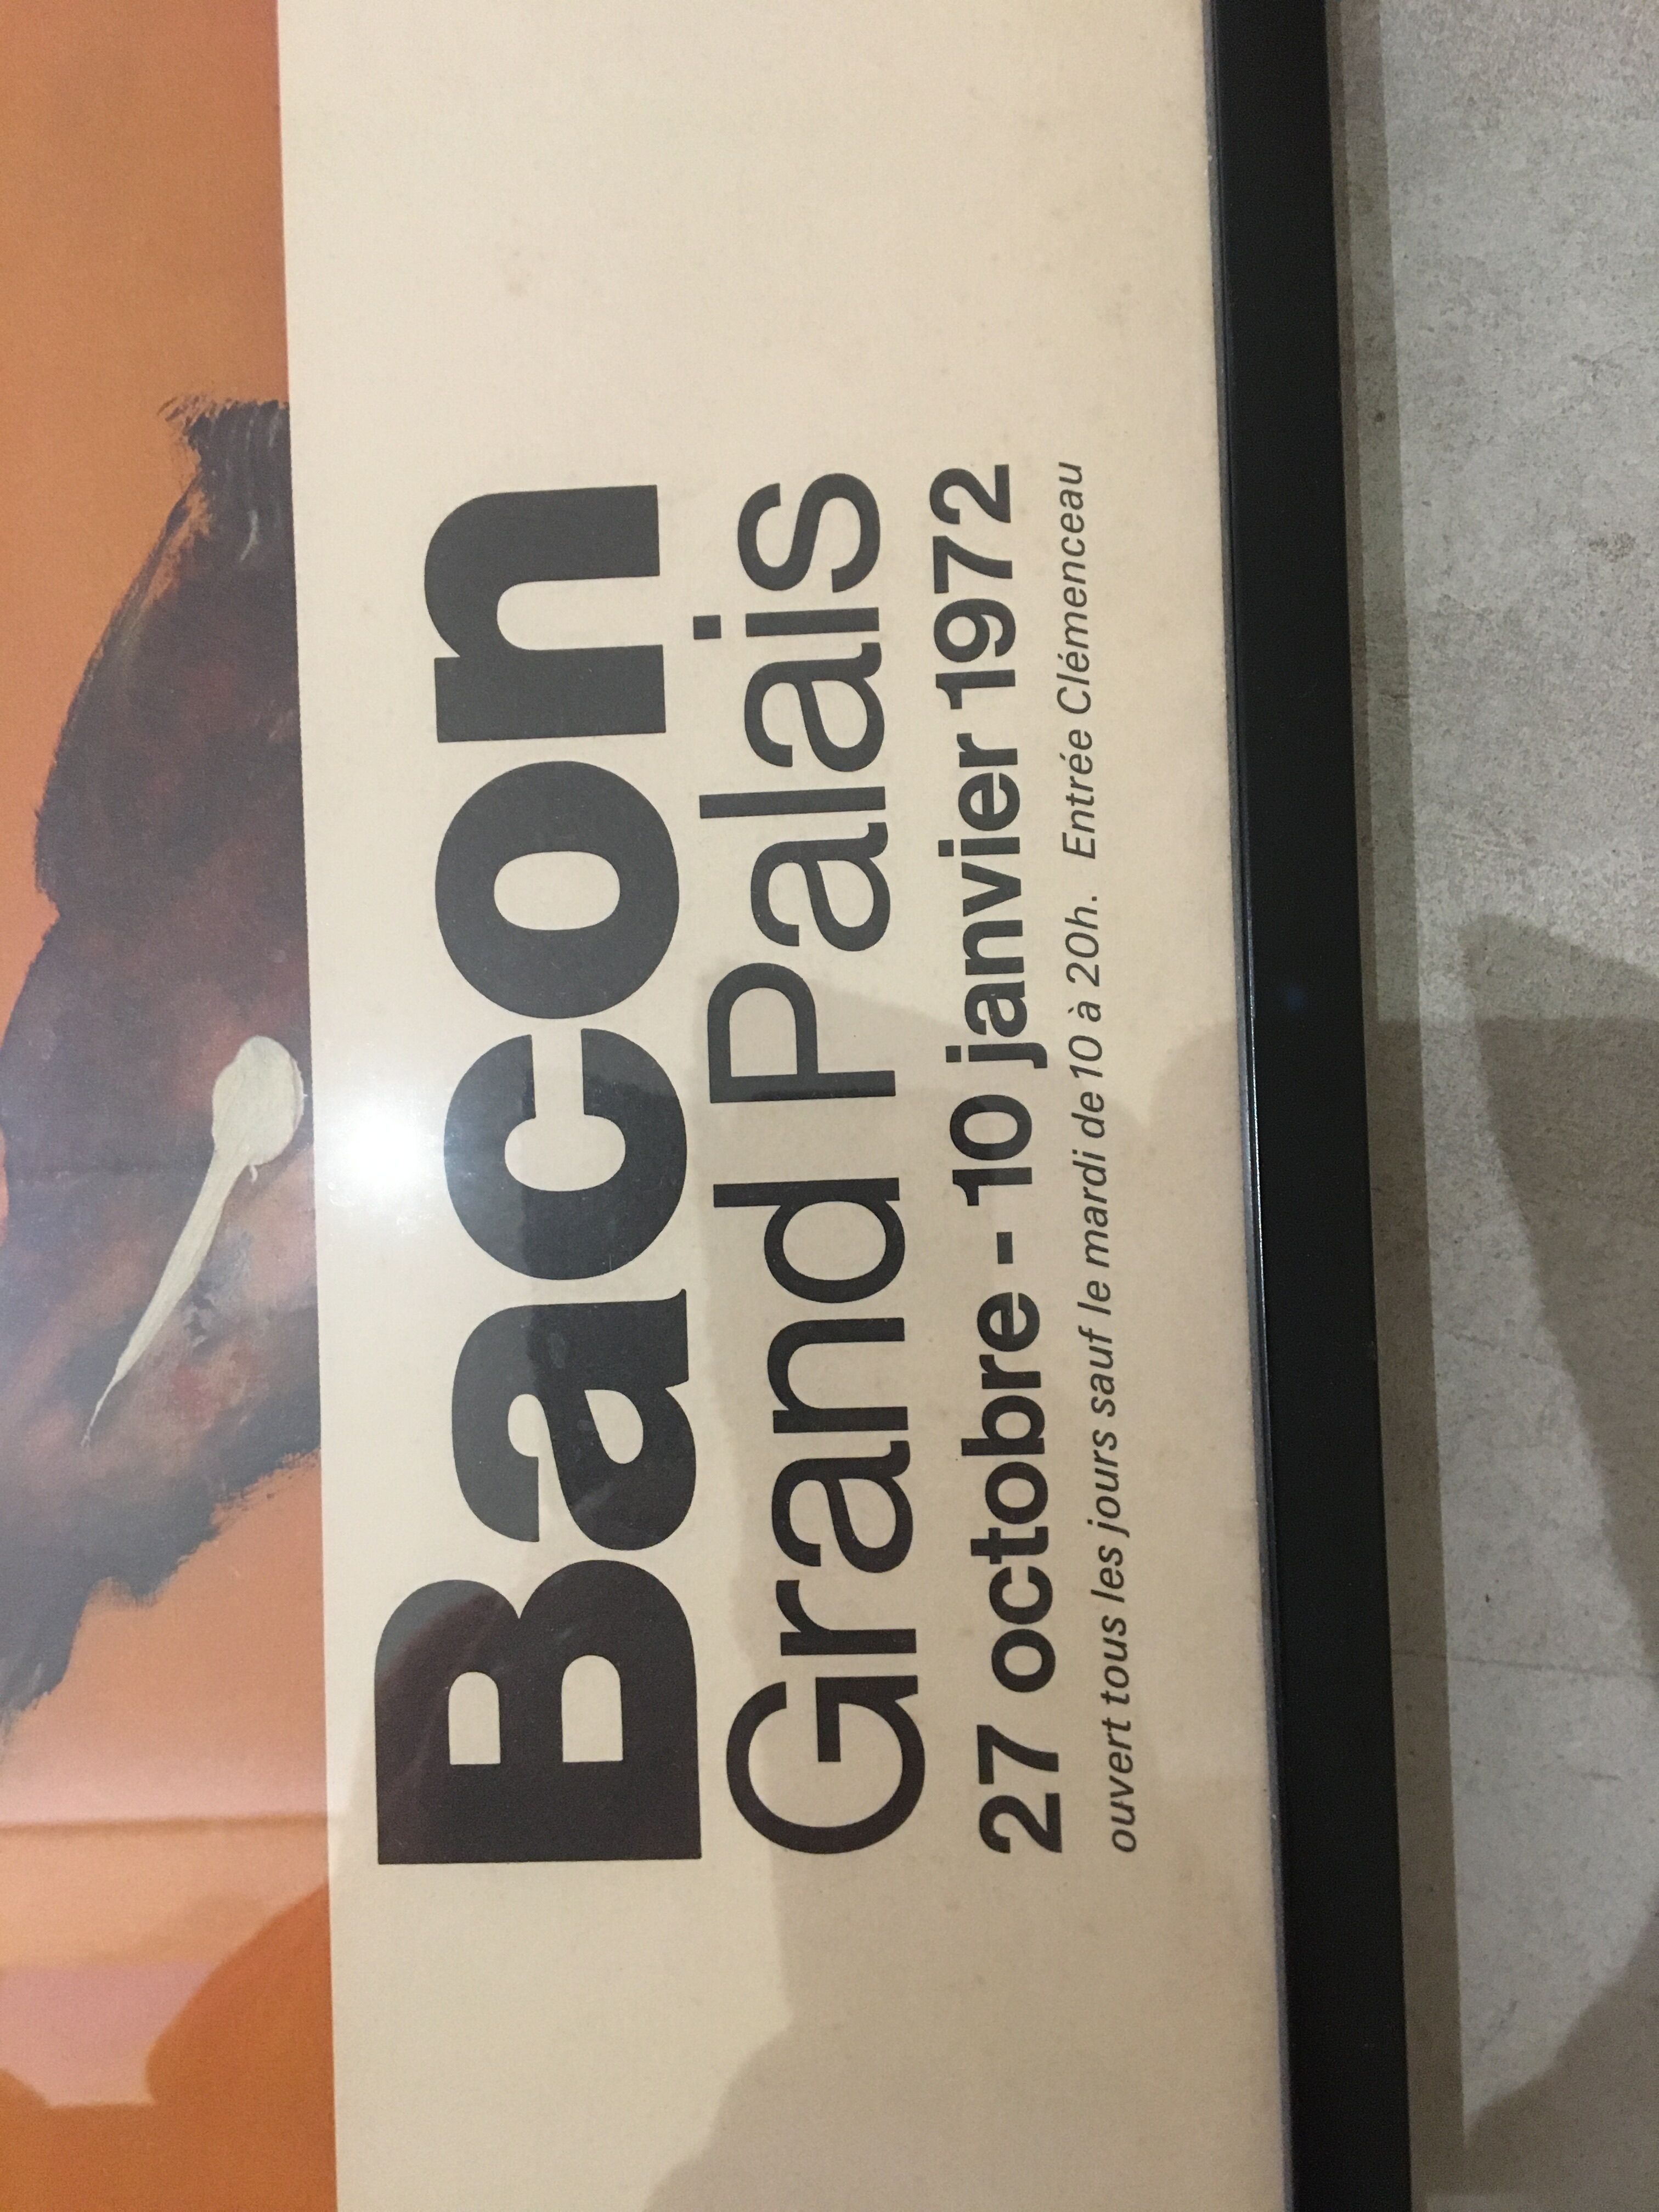 Bacon
Grand Palais
27 octobre - 10 janvier 1972
ouvert tous les jours sauf le mardi de 10 à 20h. Entrée Clémenceau